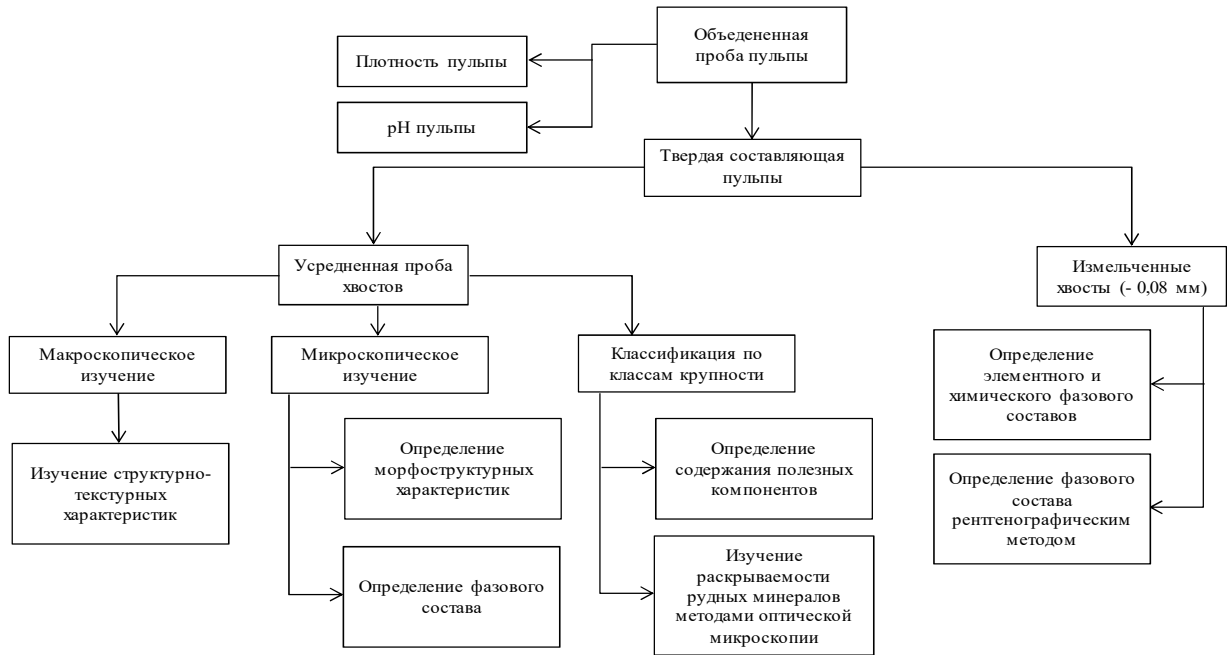 Объедененная
проба пульпы
Плотность пульпы
pH пульпы
Твердая составляющая
пульпы
Усредненная проба
хвостов
Измельченные
хвосты (- 0,08 мм)
Макроскопическое
изучение
Микроскопическое
изучение
Классификация по
классам крупности
Определение
элементного и
химического фазового
составов
Изучение структурно-
текстурных
характеристик
Определение
морфоструктурных
характеристик
Определение
содержания полезных
компонентов
Определение фазового
состава
рентгенографическим
методом
Определение фазового
состава
Изучение
раскрываемости
рудных минералов
методами оптической
микроскопии